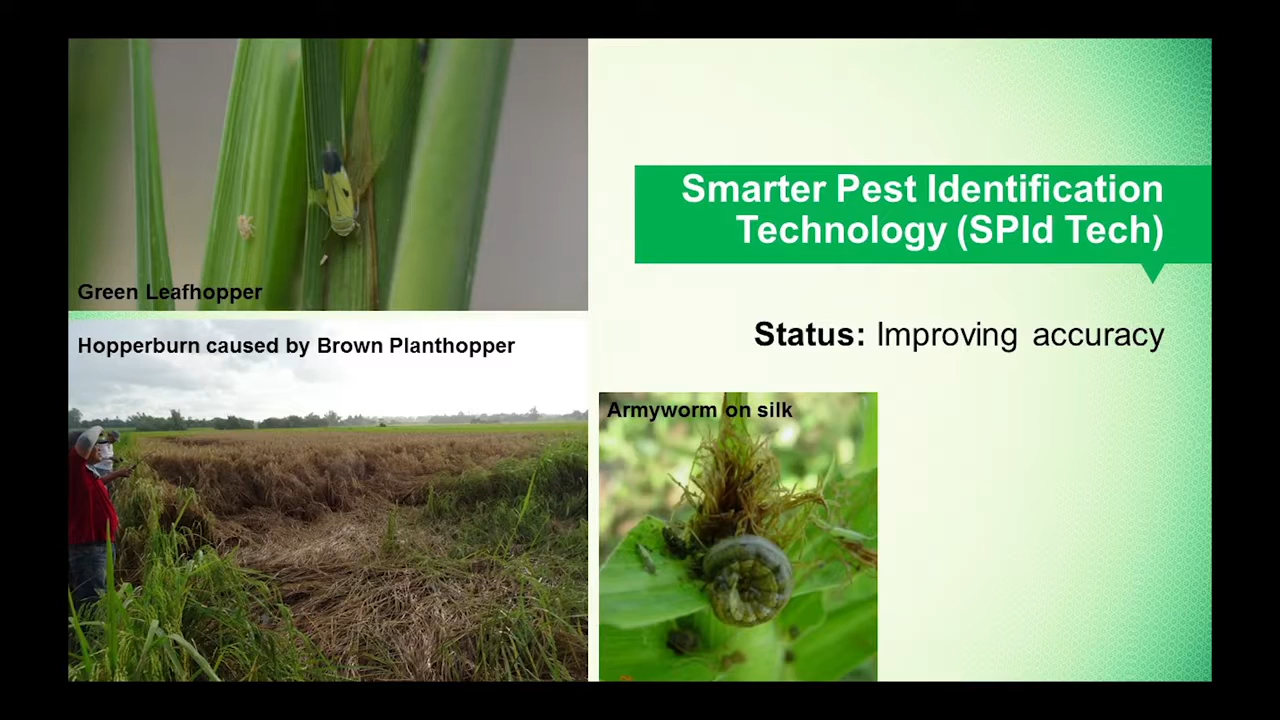 Green Leafhopper
Hopperburn caused by Brown Planthopper
Smarter Pest Identification
Technology (SPId Tech)
Status: Improving accuracy
Armyworm on silk